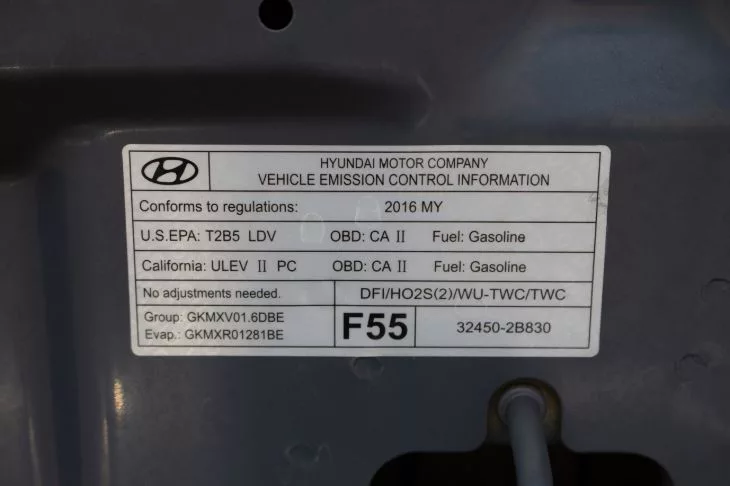 HYUNDAI MOTOR COMPANY
VEHICLE EMISSION CONTROL INFORMATION
Conforms to regulations: 2016 MY
U.S.EPA: T2B5 LDV OBD: CA II Fuel: Gasoline
California: ULEV II PC OBD: CA II Fuel: Gasoline
No adjustments needed. DFI/HO2S(2)/WU-TWC/TWC
Group: GKMXV01.6DBE
Evap.: GKMXR01281BE
F55 32450-2B830